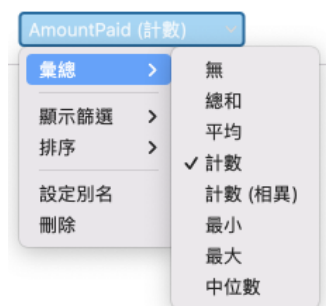 AmountPaid (計數)
彙總
顯示篩選
排序
設定別名
刪除
無
總和
平均
計數
計數 (相異)
最小
最大
中位數